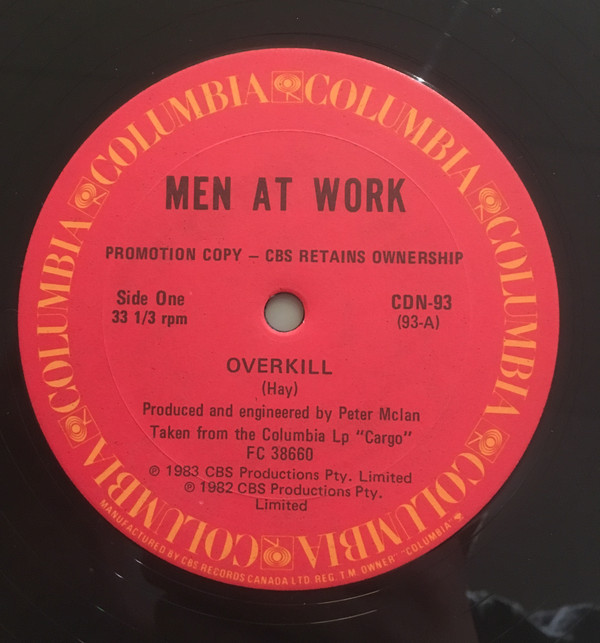 COLUMBIA COLUMBIA COLUMBIA COLUMBIA COLUMBIA COLUMBIA COLUMBIA COLUMBIA
MEN AT WORK
PROMOTION COPY – CBS RETAINS OWNERSHIP
Side One
33 1/3 rpm
CDN-93
(93-A)
OVERKILL
(Hay)
Produced and engineered by Peter McIan
Taken from the Columbia Lp "Cargo"
FC 38660
℗ 1983 CBS Productions Pty. Limited
℗ 1982 CBS Productions Pty.
Limited
MANUFACTURED BY CBS RECORDS CANADA LTD. REG. T.M. OWNER "COLUMBIA"